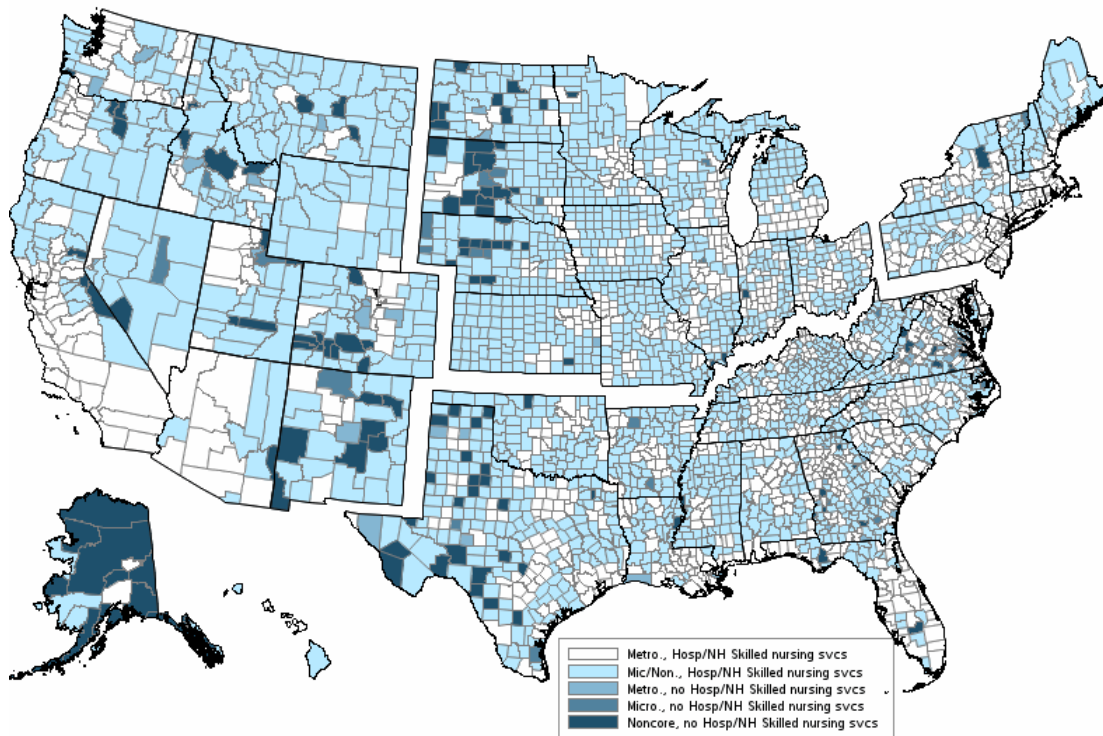 Metro., Hosp/NH Skilled nursing svcs
Mic/Non., Hosp/NH Skilled nursing svcs
Metro., no Hosp/NH Skilled nursing svcs
Micro., no Hosp/NH Skilled nursing svcs
Noncore, no Hosp/NH Skilled nursing svcs